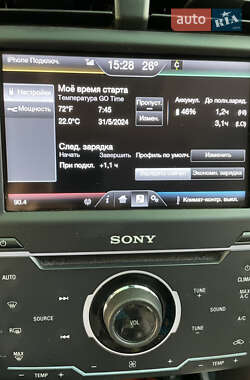 AUTO RIA
iPhone Подключ.
15:28 26°
Настройки
Мощность
Моё время старта
Температура GO Time
72°F 7:45
22.0°C 31/5/2024
Пропуст.
Измен.
Аккумул. До полн.заряд.
46% 1,2ч
3,1ч
След. зарядка
Начать Завершить Профиль по умолч. Изменить
При подкл. +1,1 ч
Экономн. зарядка
90.4
Климат-контр. выкл.
SONY
AUTO
CLIMA
MAX
TUNE
SOUND
A/C
SOURCE
MAX A/C
R
VOL
TUNE
TEMP
TEMP